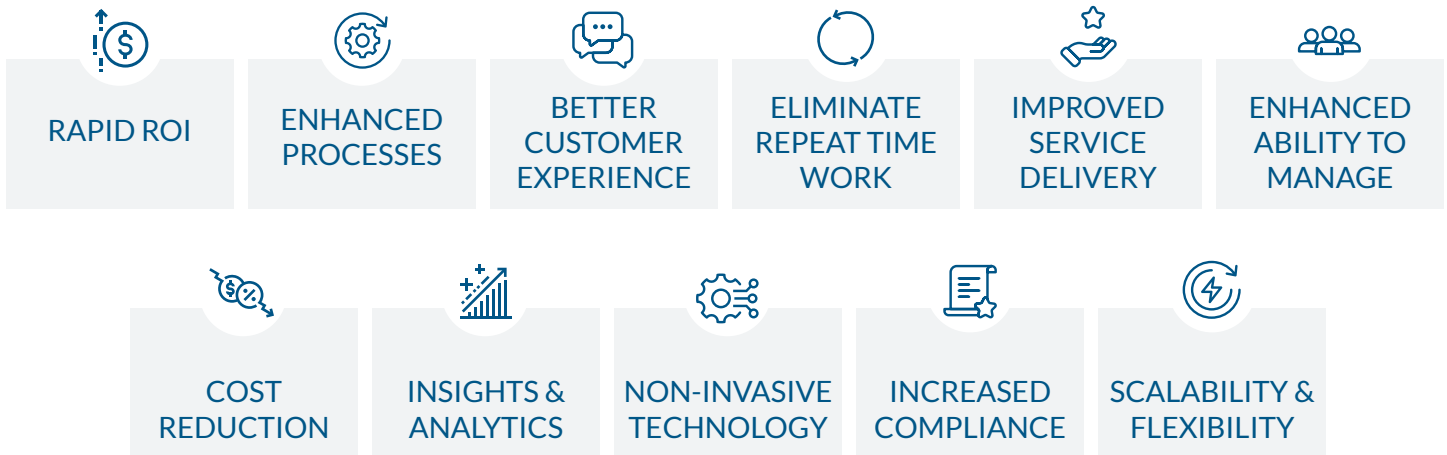 RAPID ROI
ENHANCED
PROCESSES
BETTER
CUSTOMER
EXPERIENCE
ELIMINATE
REPEAT TIME
WORK
IMPROVED
SERVICE
DELIVERY
ENHANCED
ABILITY TO
MANAGE
COST
REDUCTION
INSIGHTS &
ANALYTICS
NON-INVASIVE
TECHNOLOGY
INCREASED
COMPLIANCE
SCALABILITY &
FLEXIBILITY